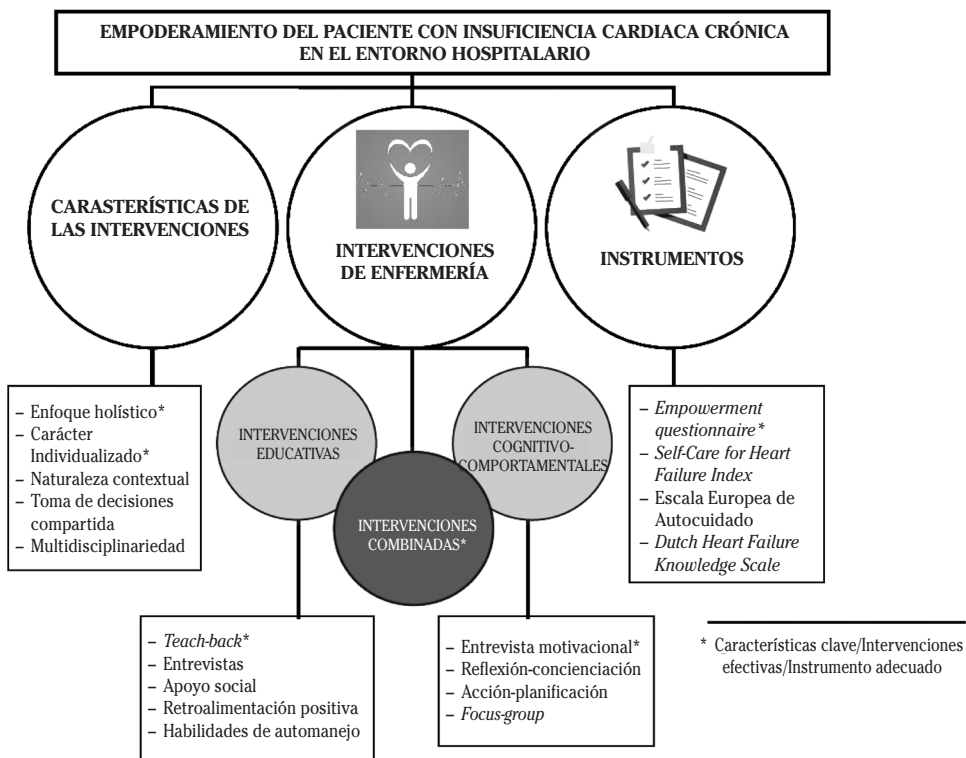 EMPODERAMIENTO DEL PACIENTE CON INSUFICIENCIA CARDIACA CRÓNICA
EN EL ENTORNO HOSPITALARIO
CARASTERÍSTICAS DE
LAS INTERVENCIONES
INTERVENCIONES
DE ENFERMERÍA
INSTRUMENTOS
– Enfoque holístico*
– Carácter
Individualizado*
– Naturaleza contextual
– Toma de decisiones
compartida
– Multidisciplinariedad
INTERVENCIONES
EDUCATIVAS
INTERVENCIONES
COGNITIVO-
COMPORTAMENTALES
INTERVENCIONES
COMBINADAS*
– Empowerment
questionnaire*
– Self-Care for Heart
Failure Index
– Escala Europea de
Autocuidado
– Dutch Heart Failure
Knowledge Scale
– Teach-back*
– Entrevistas
– Apoyo social
– Retroalimentación positiva
– Habilidades de automanejo
– Entrevista motivacional*
– Reflexión-concienciación
– Acción-planificación
– Focus-group
* Características clave/Intervenciones
efectivas/Instrumento adecuado